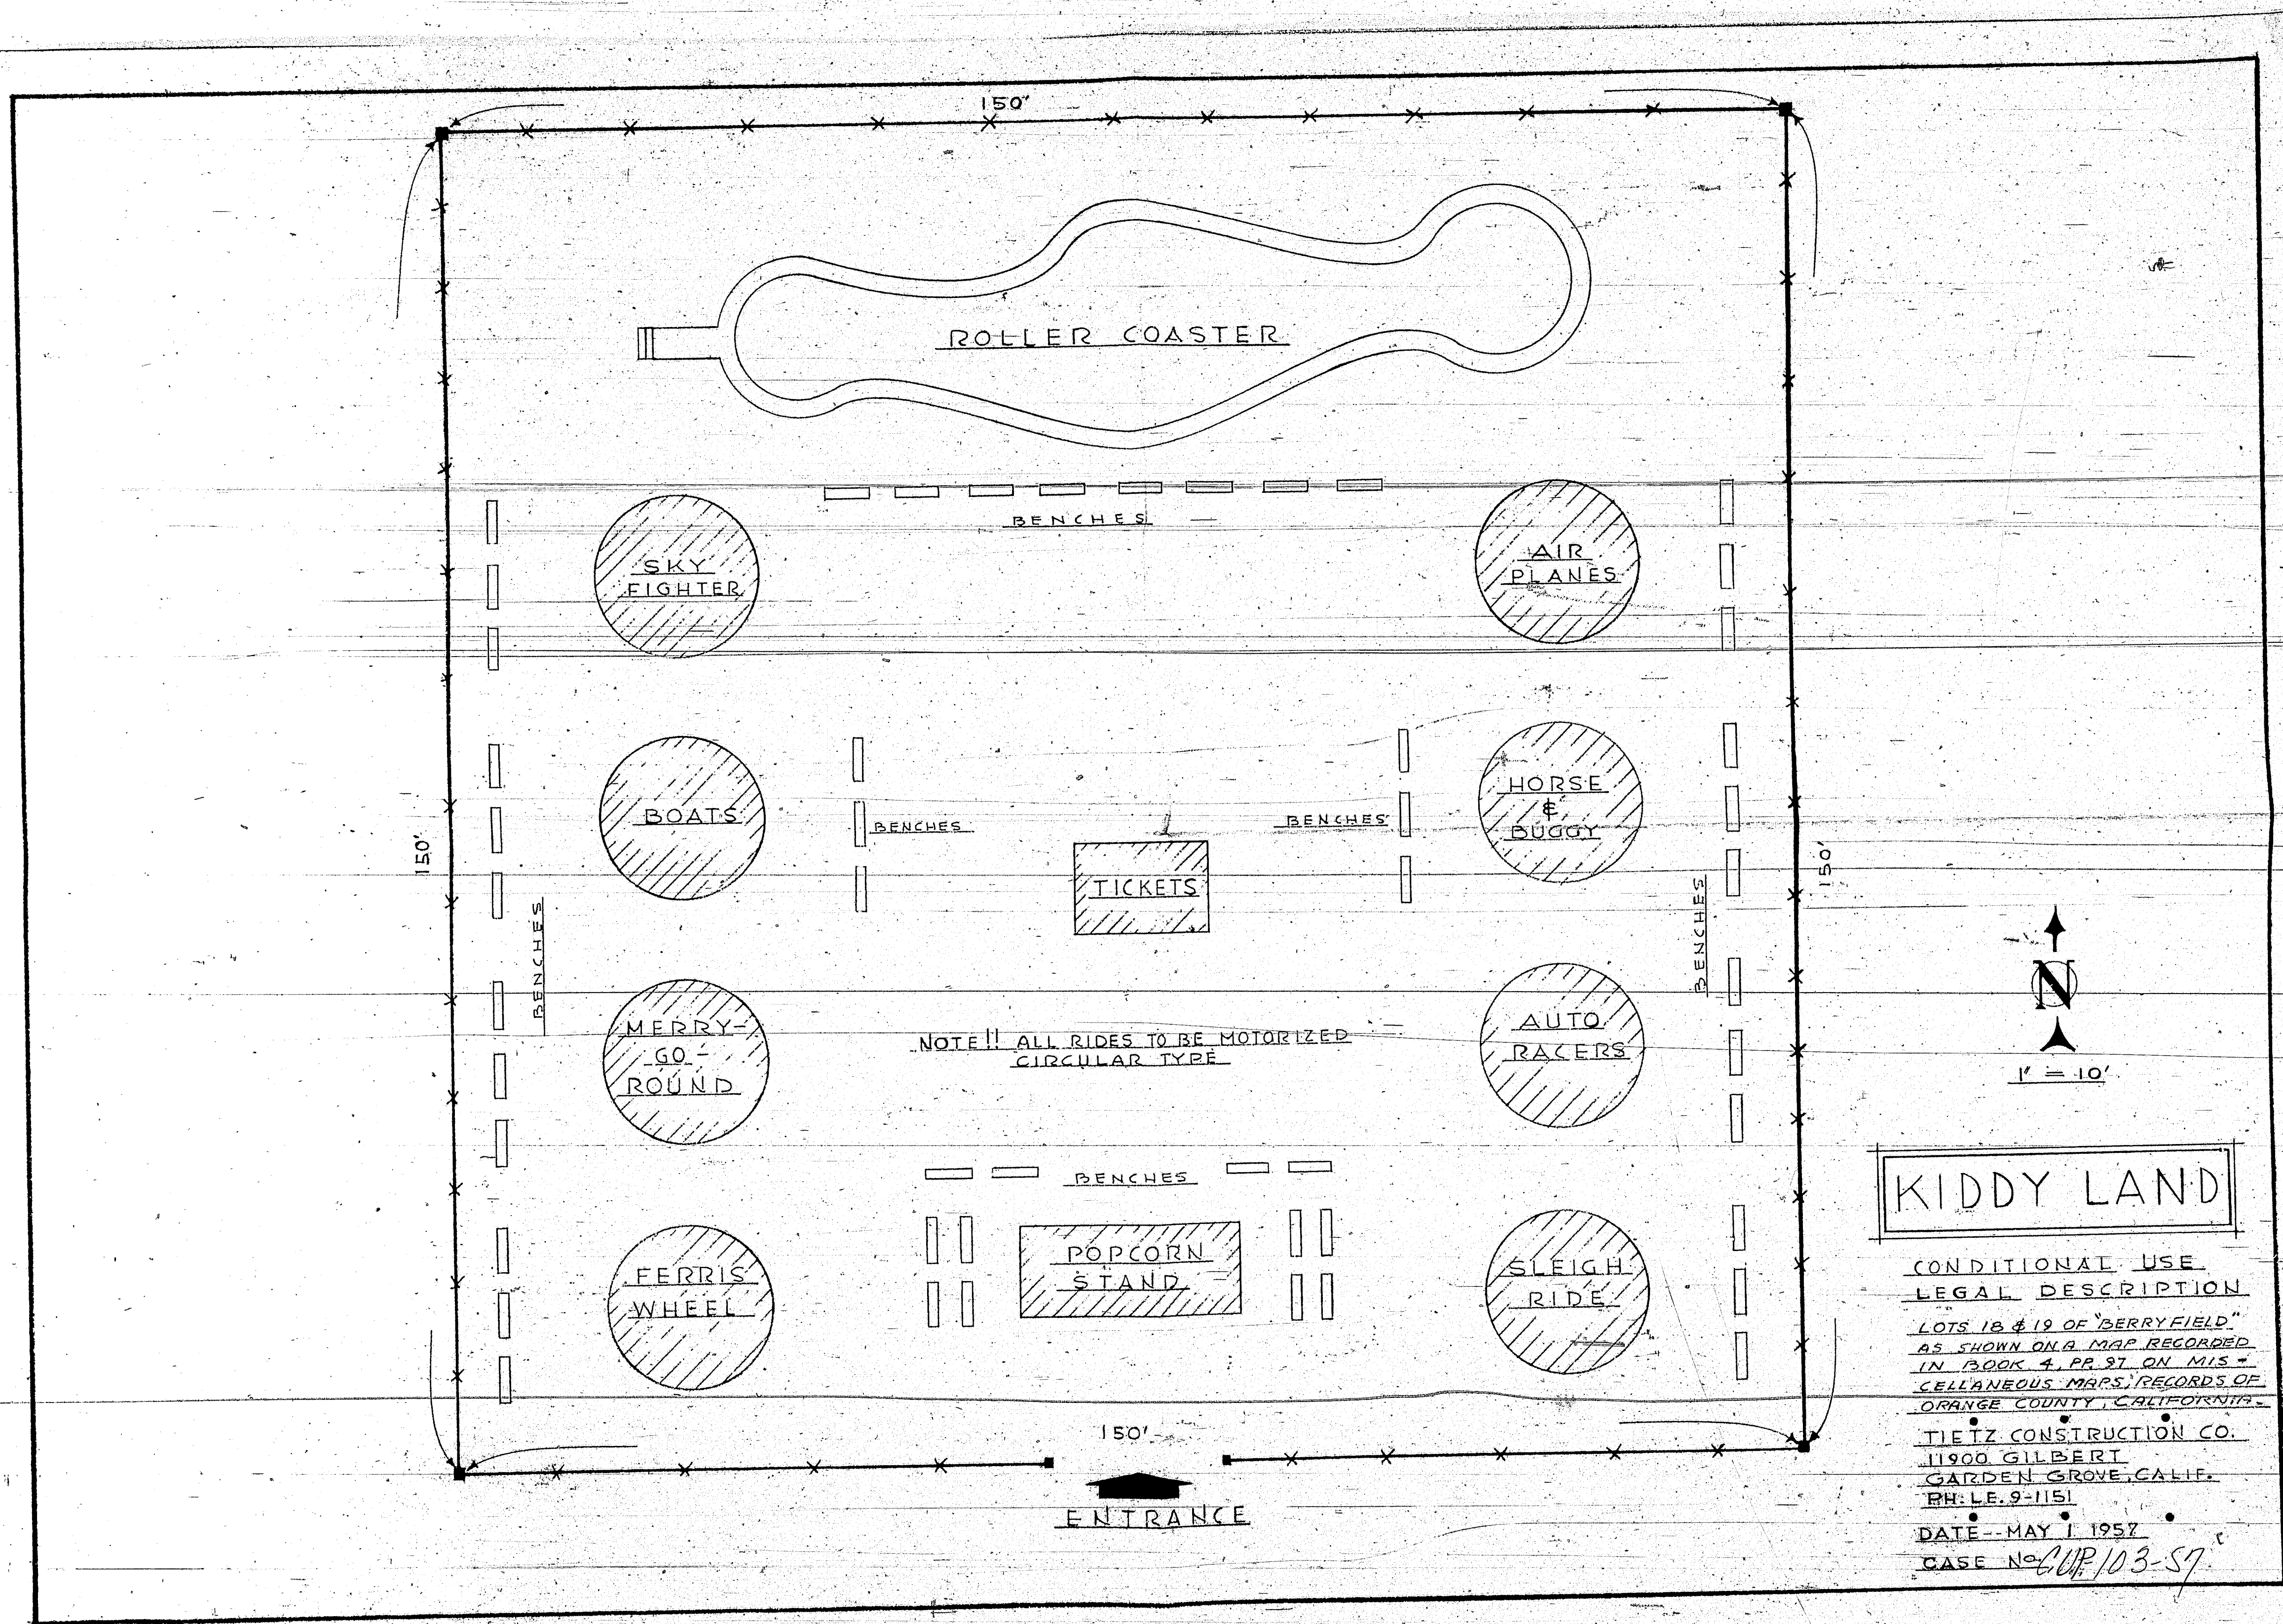 150'
ROLLER COASTER
BENCHES
SKY
FIGHTER
AIR
PLANES
BOATS
BENCHES
BENCHES
HORSE
&
BUGGY
150'
TICKETS
150'
BENCHES
BENCHES
MERRY-
GO-
ROUND
NOTE!! ALL RIDES TO BE MOTORIZED
CIRCULAR TYPE
AUTO
RACERS
BENCHES
FERRIS
WHEEL
POPCORN
STAND
SLEIGH
RIDE
150'
ENTRANCE
N
1" = 10'
KIDDY LAND
CONDITIONAL USE
LEGAL DESCRIPTION
LOTS 18 & 19 OF "BERRYFIELD"
AS SHOWN ON A MAP RECORDED
IN BOOK 4, PP. 97 ON MIS-
CELLANEOUS MAPS, RECORDS OF
ORANGE COUNTY, CALIFORNIA.
TIETZ CONSTRUCTION CO.
11900 GILBERT
GARDEN GROVE, CALIF.
PH: LE. 9-1151
DATE--MAY 1 1957
CASE No CUP-103-57